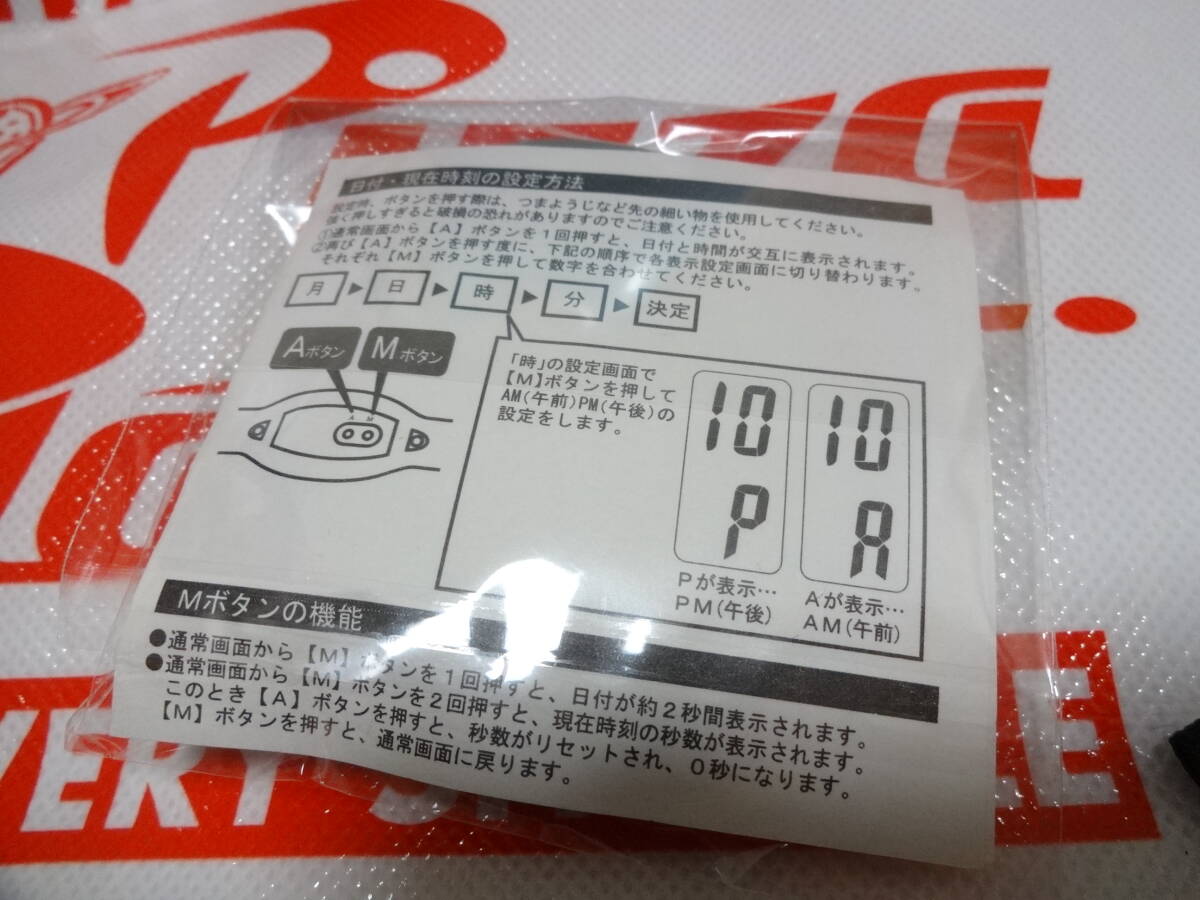 日付・現在時刻の設定方法
設定時、ボタンを押す際は、つまようじなど先の細い物を使用してください。
強く押しすぎると破損の恐れがありますのでご注意ください。
①通常画面から【A】ボタンを1回押すと、日付と時間が交互に表示されます。
②再び【A】ボタンを押す度に、下記の順序で各表示設定画面に切り替わります。
それぞれ【M】ボタンを押して数字を合わせてください。
月▶日▶時▶分▶決定
Aボタン Mボタン
A M
「時」の設定画面で
【M】ボタンを押して
AM(午前)PM(午後)の
設定をします。
10 10
P A
Pが表示… Aが表示…
PM(午後) AM(午前)
Mボタンの機能
●通常画面から【M】ボタンを1回押すと、日付が約2秒間表示されます。
●通常画面から【M】ボタンを2回押すと、現在時刻の秒数が表示されます。
このとき【A】ボタンを押すと、秒数がリセットされ、0秒になります。
【M】ボタンを押すと、通常画面に戻ります。